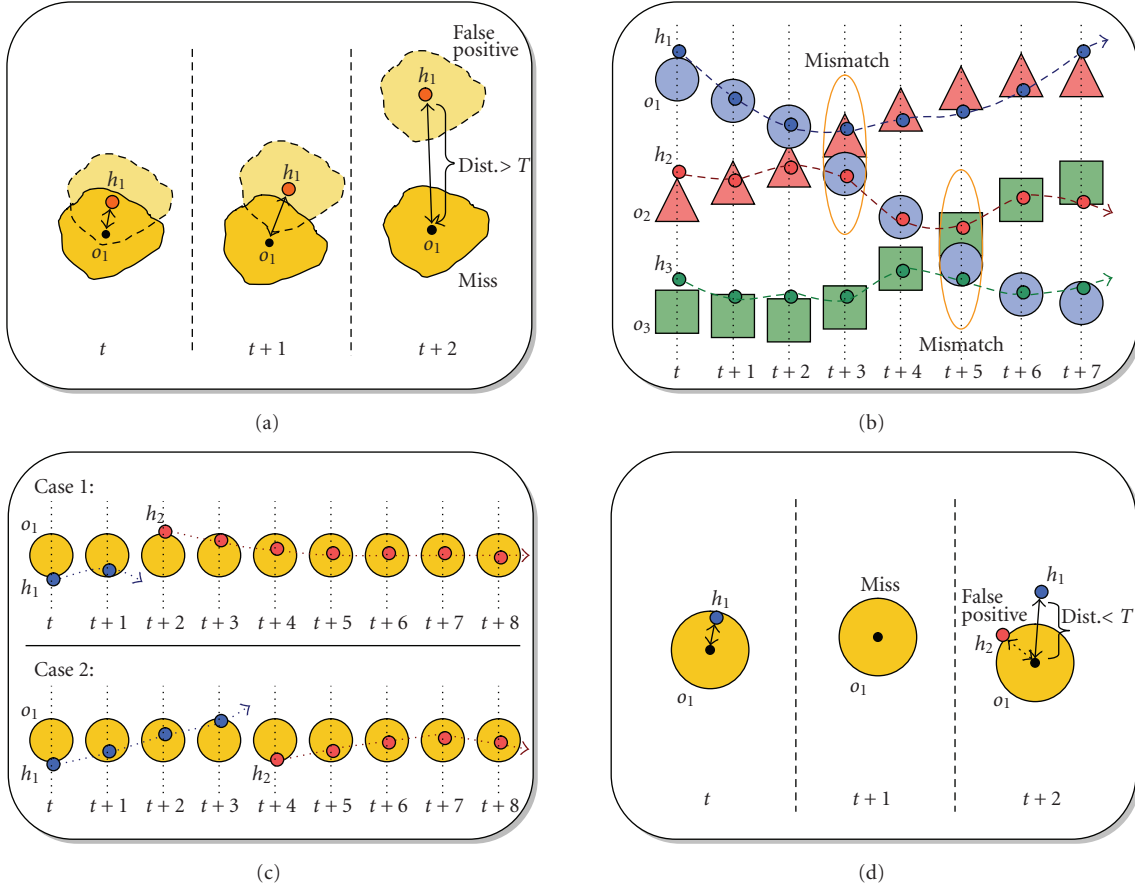 False
positive
h₁
h₁
h₁
Dist. > T
o₁
o₁
o₁
Miss
t
t + 1
t + 2
(a)
h₁
Mismatch
o₁
h₂
o₂
h₃
o₃
Mismatch
t
t + 1
t + 2
t + 3
t + 4
t + 5
t + 6
t + 7
(b)
Case 1:
o₁
h₂
h₁
t
t + 1
t + 2
t + 3
t + 4
t + 5
t + 6
t + 7
t + 8
Case 2:
o₁
h₁
h₂
t
t + 1
t + 2
t + 3
t + 4
t + 5
t + 6
t + 7
t + 8
(c)
h₁
o₁
Miss
o₁
h₁
False
positive
Dist. < T
h₂
o₁
t
t + 1
t + 2
(d)